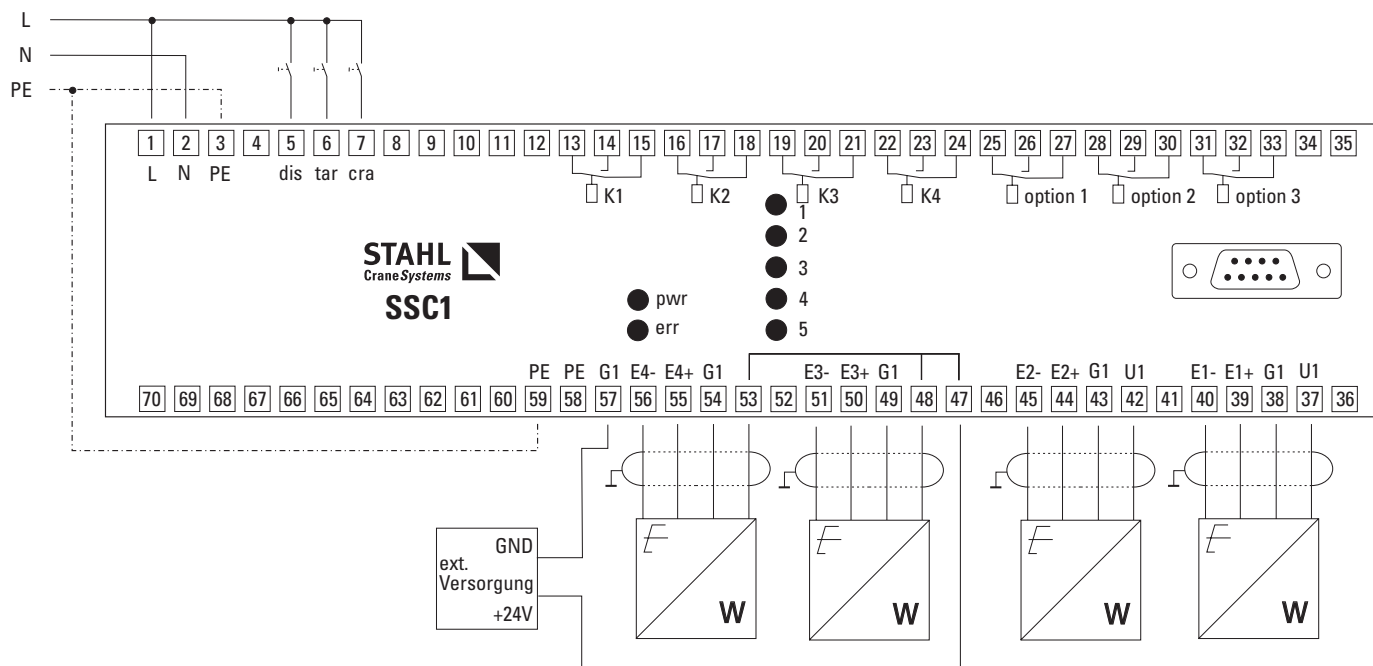 L
N
PE
1 2 3 4 5 6 7 8 9 10 11 12 13 14 15 16 17 18 19 20 21 22 23 24 25 26 27 28 29 30 31 32 33 34 35
L N PE dis tar cra
K1 K2 K3 K4 option 1 option 2 option 3
1
2
3
4
5
STAHL
CraneSystems
SSC1
pwr
err
PE PE G1 E4- E4+ G1 E3- E3+ G1 E2- E2+ G1 U1 E1- E1+ G1 U1
70 69 68 67 66 65 64 63 62 61 60 59 58 57 56 55 54 53 52 51 50 49 48 47 46 45 44 43 42 41 40 39 38 37 36
GND
ext.
Versorgung
+24V
F F F F
W W W W